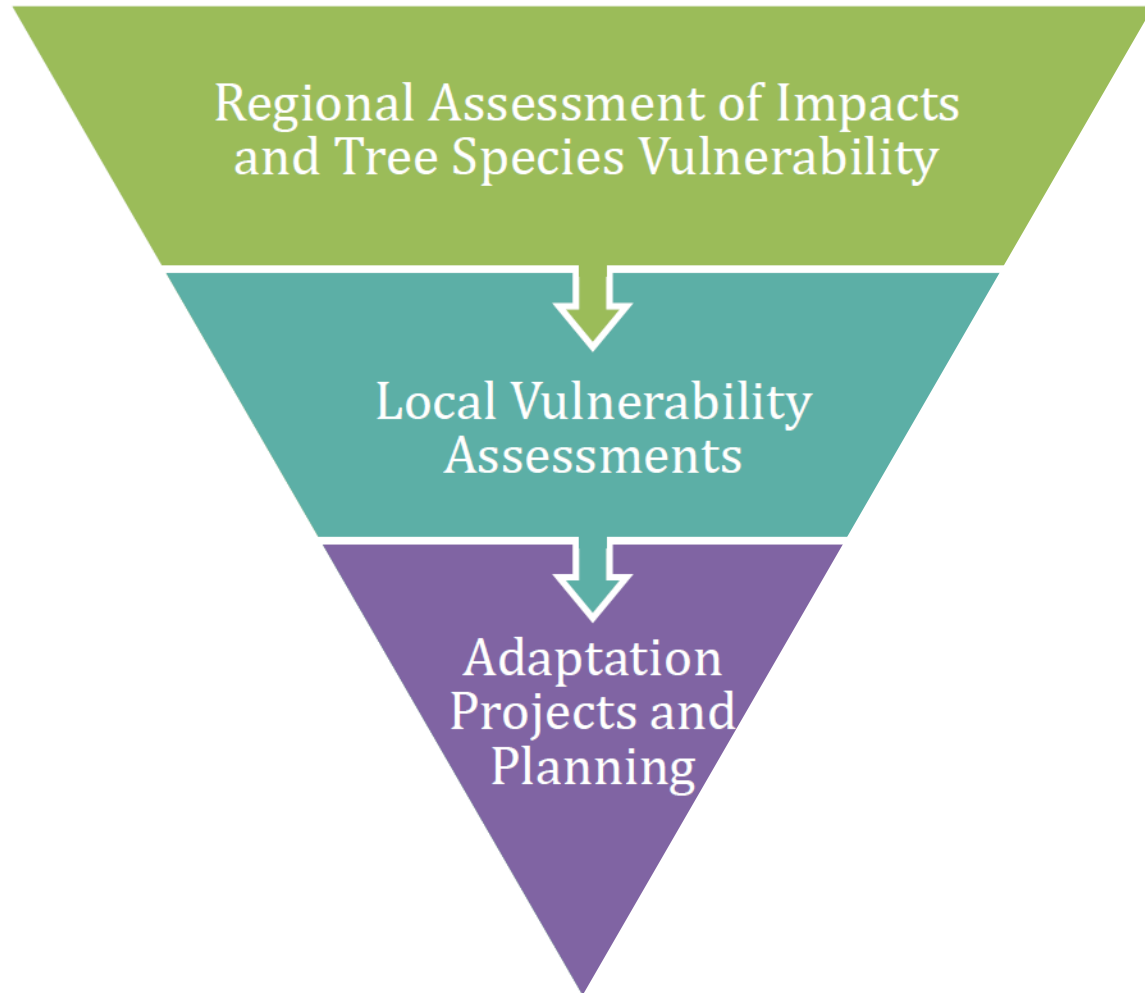 Regional Assessment of Impacts
and Tree Species Vulnerability
Local Vulnerability
Assessments
Adaptation
Projects and
Planning